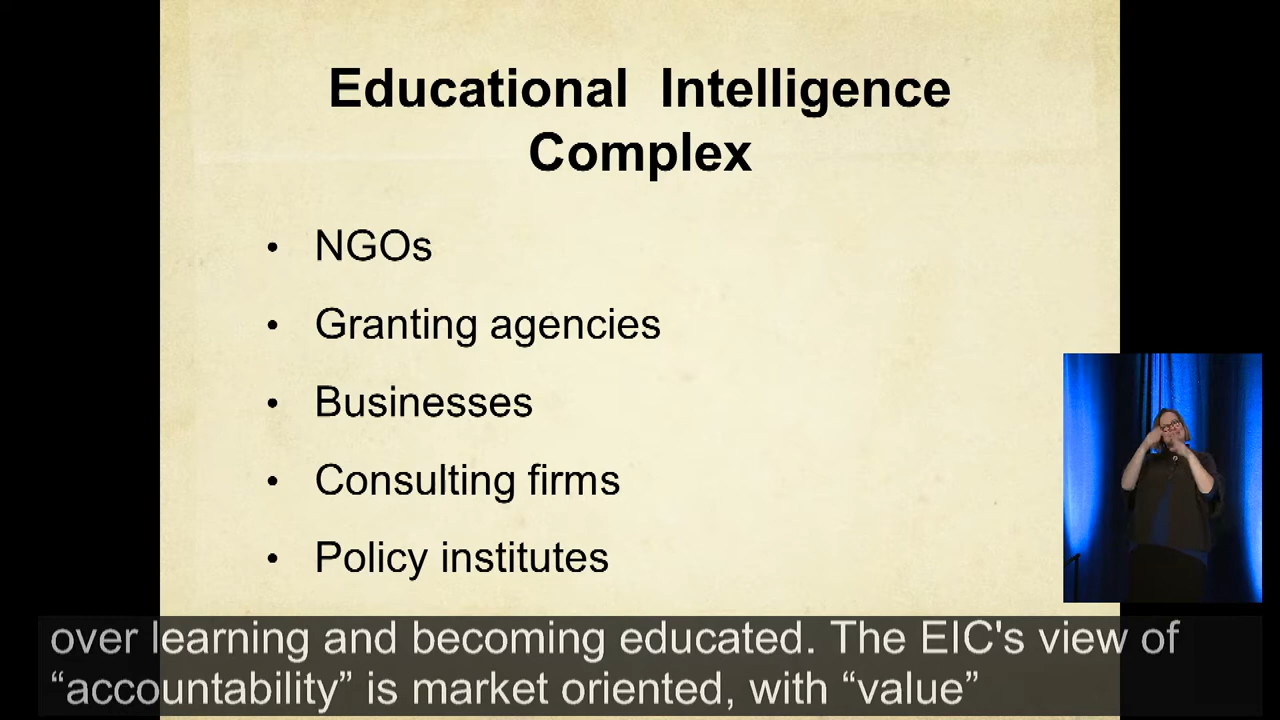 Educational Intelligence
Complex
• NGOs
• Granting agencies
• Businesses
• Consulting firms
• Policy institutes
over learning and becoming educated. The EIC's view of
“accountability” is market oriented, with “value”